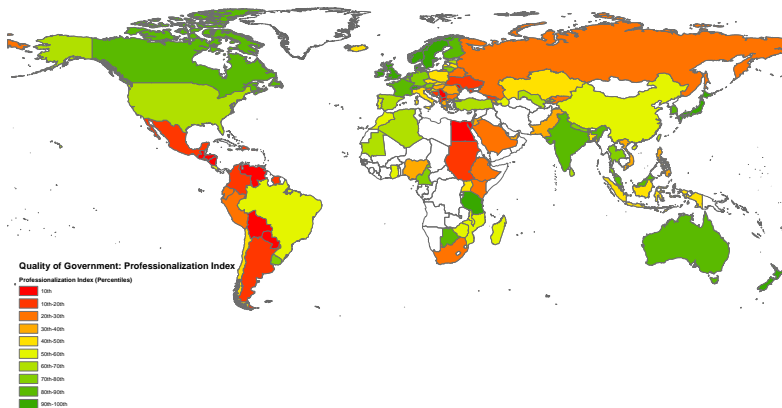 Quality of Government: Professionalization Index
Professionalization Index (Percentiles)
10th
10th-20th
20th-30th
30th-40th
40th-50th
50th-60th
60th-70th
70th-80th
80th-90th
90th-100th